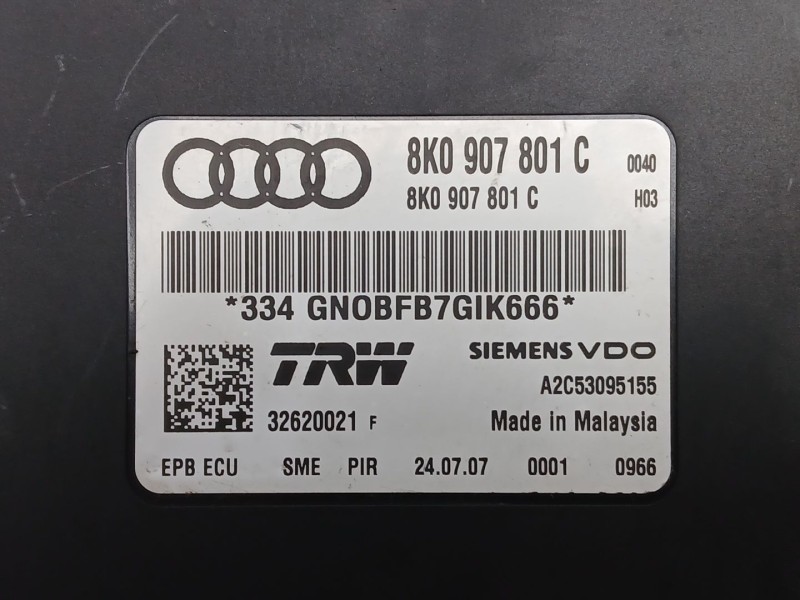 8K0 907 801 C 0040
8K0 907 801 C H03
*334 GNOBFB7GIK666*
TRW SIEMENS VDO
A2C53095155
32620021 F Made in Malaysia
EPB ECU SME PIR 24.07.07 0001 0966